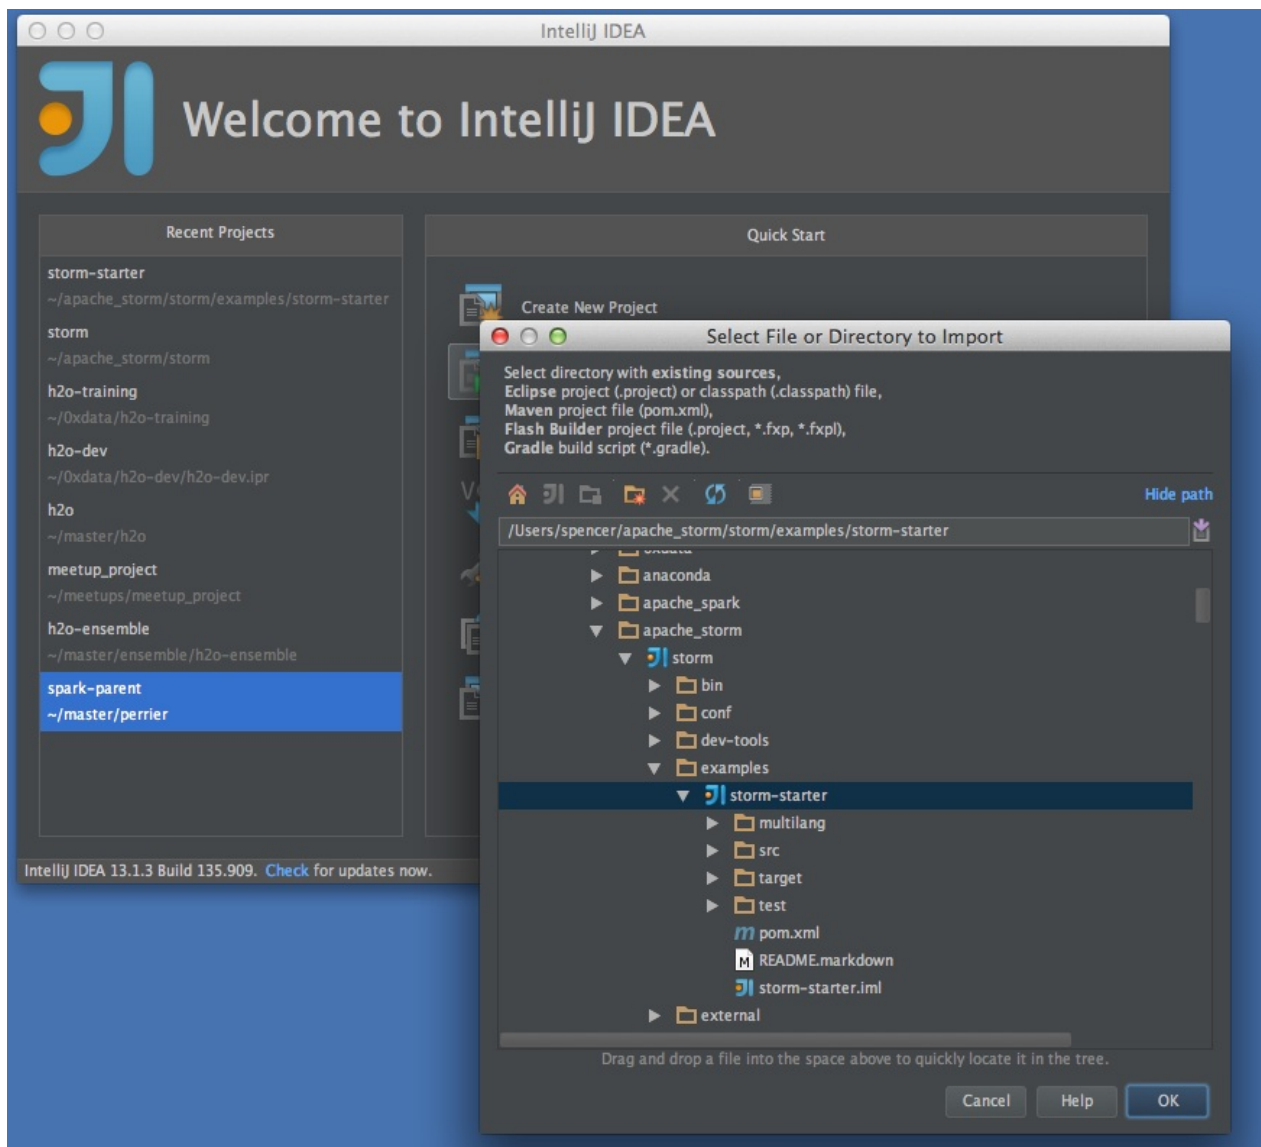 IntelliJ IDEA
Welcome to IntelliJ IDEA
Recent Projects
storm-starter
~/apache_storm/storm/examples/storm-starter
storm
~/apache_storm/storm
h2o-training
~/0xdata/h2o-training
h2o-dev
~/0xdata/h2o-dev/h2o-dev.ipr
h2o
~/master/h2o
meetup_project
~/meetups/meetup_project
h2o-ensemble
~/master/ensemble/h2o-ensemble
spark-parent
~/master/perrier
Quick Start
Create New Project
IntelliJ IDEA 13.1.3 Build 135.909. Check for updates now.
Select File or Directory to Import
Select directory with existing sources,
Eclipse project (.project) or classpath (.classpath) file,
Maven project file (pom.xml),
Flash Builder project file (.project, *.fxp, *.fxpl),
Gradle build script (*.gradle).
Hide path
/Users/spencer/apache_storm/storm/examples/storm-starter
anaconda
apache_spark
apache_storm
storm
bin
conf
dev-tools
examples
storm-starter
multilang
src
target
test
pom.xml
README.markdown
storm-starter.iml
external
Drag and drop a file into the space above to quickly locate it in the tree.
Cancel
Help
OK